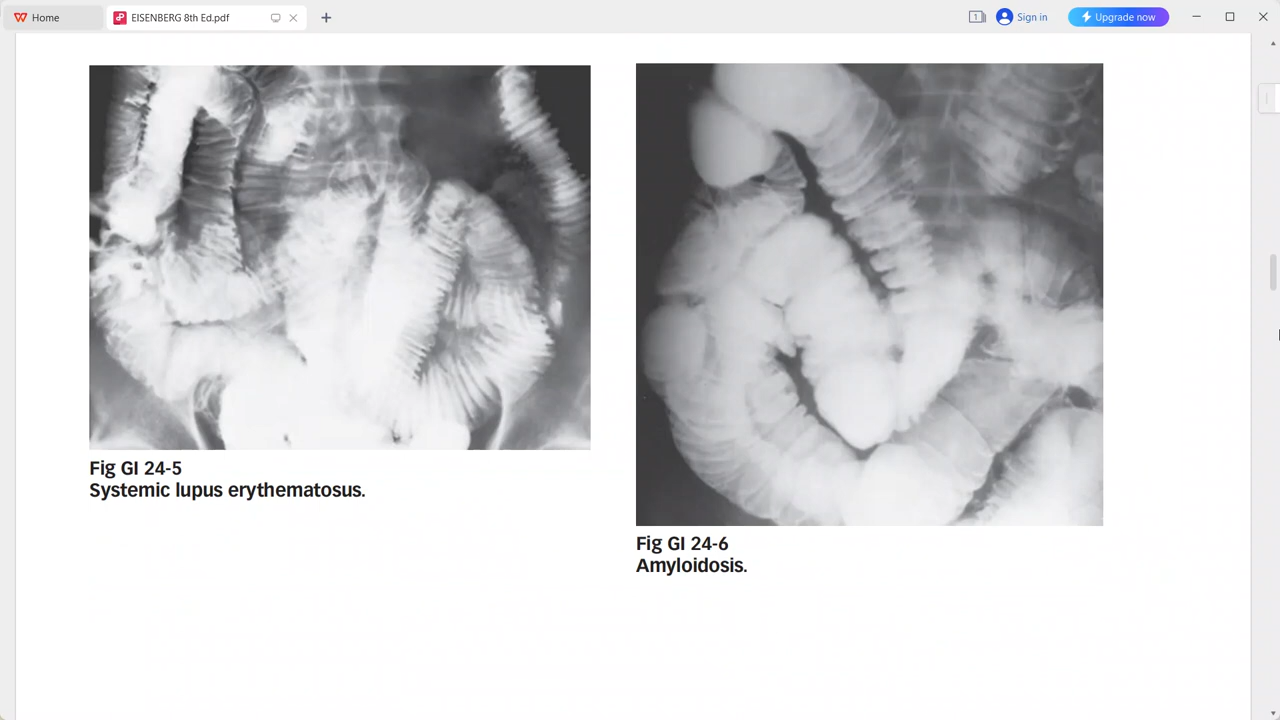 Home
EISENBERG 8th Ed.pdf
1
Sign in
Upgrade now
Fig GI 24-5
Systemic lupus erythematosus.
Fig GI 24-6
Amyloidosis.